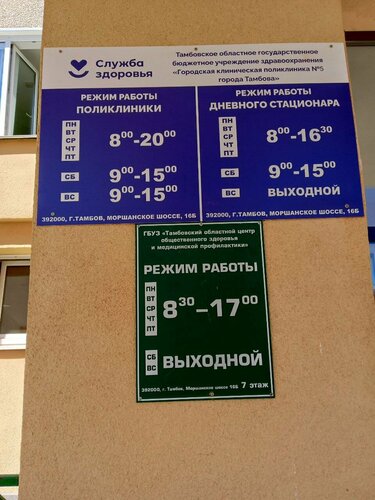 Служба
здоровья
Тамбовское областное государственное
бюджетное учреждение здравоохранения
«Городская клиническая поликлиника №5
города Тамбова»
РЕЖИМ РАБОТЫ
ПОЛИКЛИНИКИ
ПН
ВТ
СР
ЧТ
ПТ
8⁰⁰-20⁰⁰
СБ
9⁰⁰-15⁰⁰
ВС
9⁰⁰-15⁰⁰
392000, Г.ТАМБОВ, МОРШАНСКОЕ ШОССЕ, 16Б
РЕЖИМ РАБОТЫ
ДНЕВНОГО СТАЦИОНАРА
ПН
ВТ
СР
ЧТ
ПТ
8⁰⁰-16³⁰
СБ
9⁰⁰-15⁰⁰
ВС
ВЫХОДНОЙ
392000, Г.ТАМБОВ, МОРШАНСКОЕ ШОССЕ, 16Б
ГБУЗ «Тамбовский областной центр
общественного здоровья
и медицинской профилактики»
РЕЖИМ РАБОТЫ
ПН
ВТ
СР
ЧТ
ПТ
8³⁰-17⁰⁰
СБ
ВС
ВЫХОДНОЙ
392000, г. Тамбов, Моршанское шоссе 16Б 7 этаж